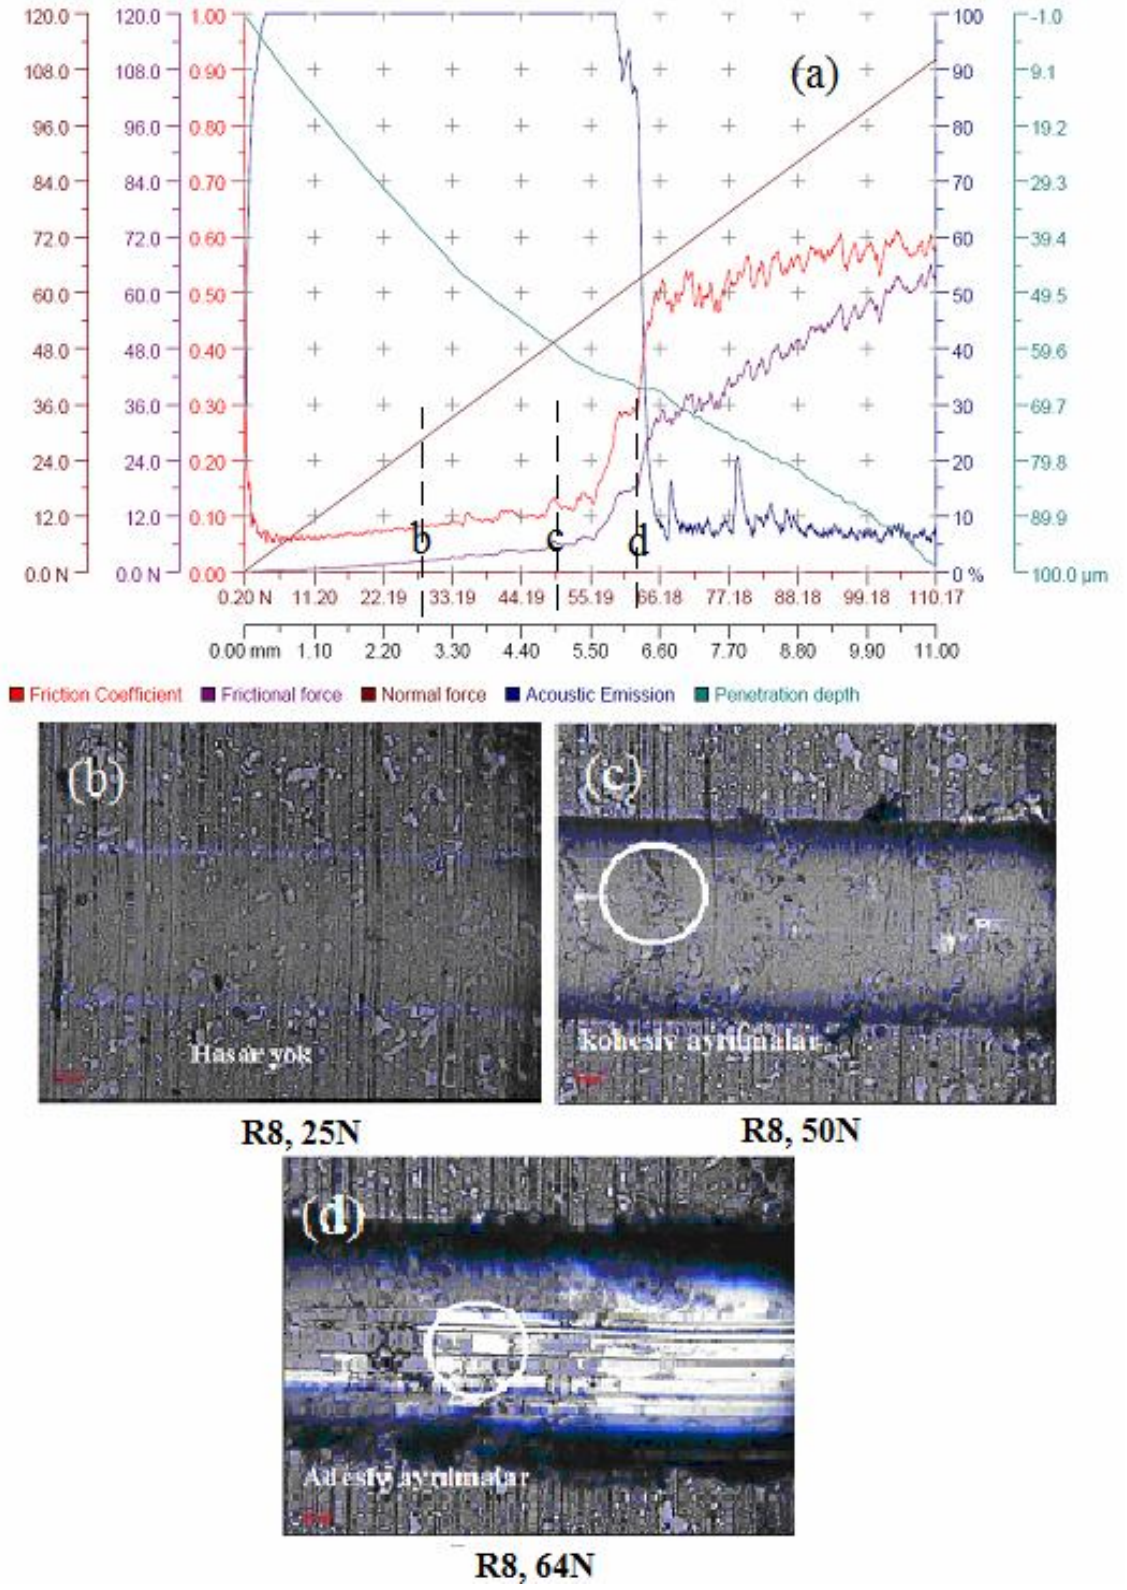 120.0 120.0 1.00 100 -1.0
(a)
108.0 108.0 0.90 90 9.1
96.0 96.0 0.80 80 19.2
84.0 84.0 0.70 70 29.3
72.0 72.0 0.60 60 39.4
60.0 60.0 0.50 50 49.5
48.0 48.0 0.40 40 59.6
36.0 36.0 0.30 30 69.7
24.0 24.0 0.20 20 79.8
12.0 12.0 0.10 10 89.9
b c d
0.0 N 0.0 N 0.00 0 % 100.0 µm
0.20 N 11.20 22.19 33.19 44.19 55.19 66.18 77.18 88.18 99.18 110.17
0.00 mm 1.10 2.20 3.30 4.40 5.50 6.60 7.70 8.80 9.90 11.00
Friction Coefficient Frictional force Normal force Acoustic Emission Penetration depth
(b) (c)
Hasar yok
kohesiv ayrılmalar
R8, 25N R8, 50N
(d)
Adesiv ayrılmalar
R8, 64N